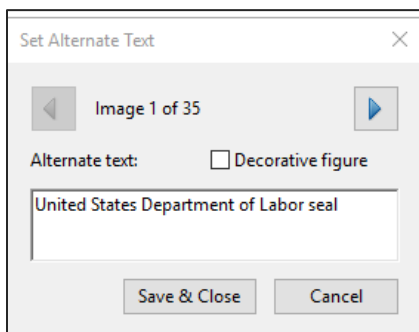 Set Alternate Text
Image 1 of 35
Alternate text: Decorative figure
United States Department of Labor seal
Save & Close Cancel